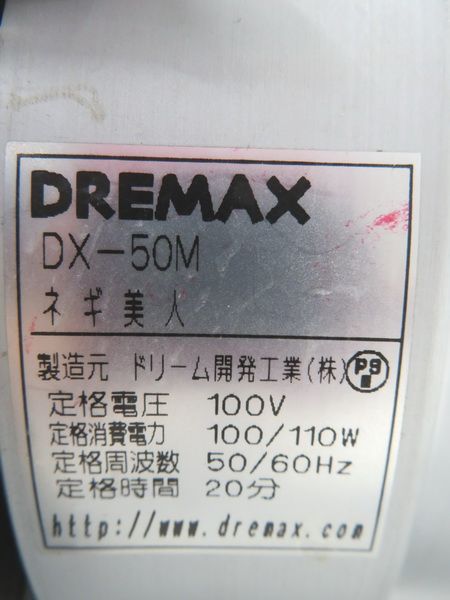 DREMAX
DX-50M
ネギ美人
製造元 ドリーム開発工業(株)
定格電圧 100V
定格消費電力 100/110W
定格周波数 50/60Hz
定格時間 20分
http://www.dremax.com